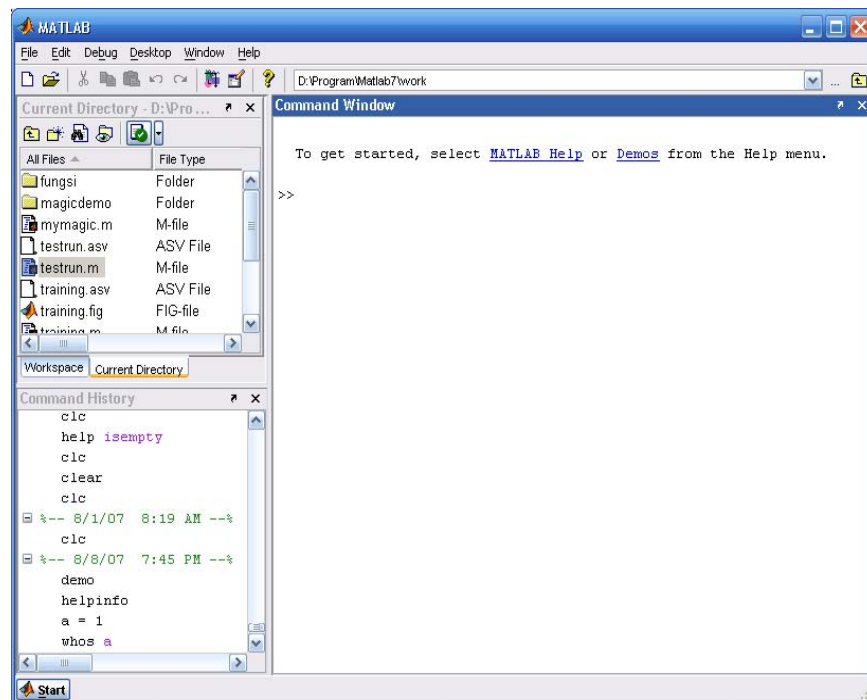 MATLAB
File Edit Debug Desktop Window Help
D:\Program\Matlab7\work
...
Current Directory - D:\Pro...
All Files File Type
fungsi Folder
magicdemo Folder
mymagic.m M-file
testrun.asv ASV File
testrun.m M-file
training.asv ASV File
training.fig FIG-file
training.m M-file
Workspace Current Directory
Command History
clc
help isempty
clc
clear
clc
%-- 8/1/07 8:19 AM --%
clc
%-- 8/8/07 7:45 PM --%
demo
helpinfo
a = 1
whos a
Command Window
To get started, select MATLAB Help or Demos from the Help menu.
>>
Start